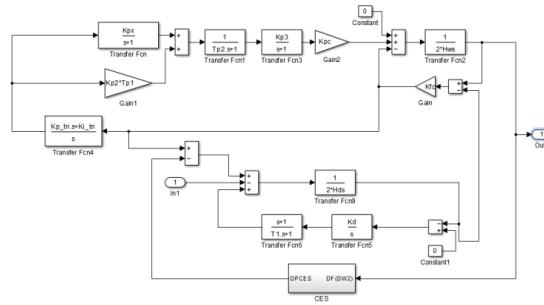 0
Constant
Kpx
s+1
Transfer Fcn
1
Tp2.s+1
Transfer Fcn1
Kp3
s+1
Transfer Fcn3
Kpc
Gain2
1
2*Hws
Transfer Fcn2
Kp2*Tp1
Gain1
Kfc
Gain
Kp_tri.s+Ki_tri
s
Transfer Fcn4
1
Out
1
In1
1
2*Hds
Transfer Fcn9
s+1
T1.s+1
Transfer Fcn6
Kd
s
Transfer Fcn5
0
Constant1
DPCES
DF(DW2)
CES